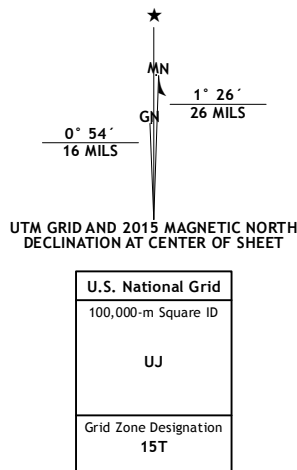 ★
MN
GN
1° 26´
26 MILS
0° 54´
16 MILS
UTM GRID AND 2015 MAGNETIC NORTH
DECLINATION AT CENTER OF SHEET
U.S. National Grid
100,000-m Square ID
UJ
Grid Zone Designation
15T